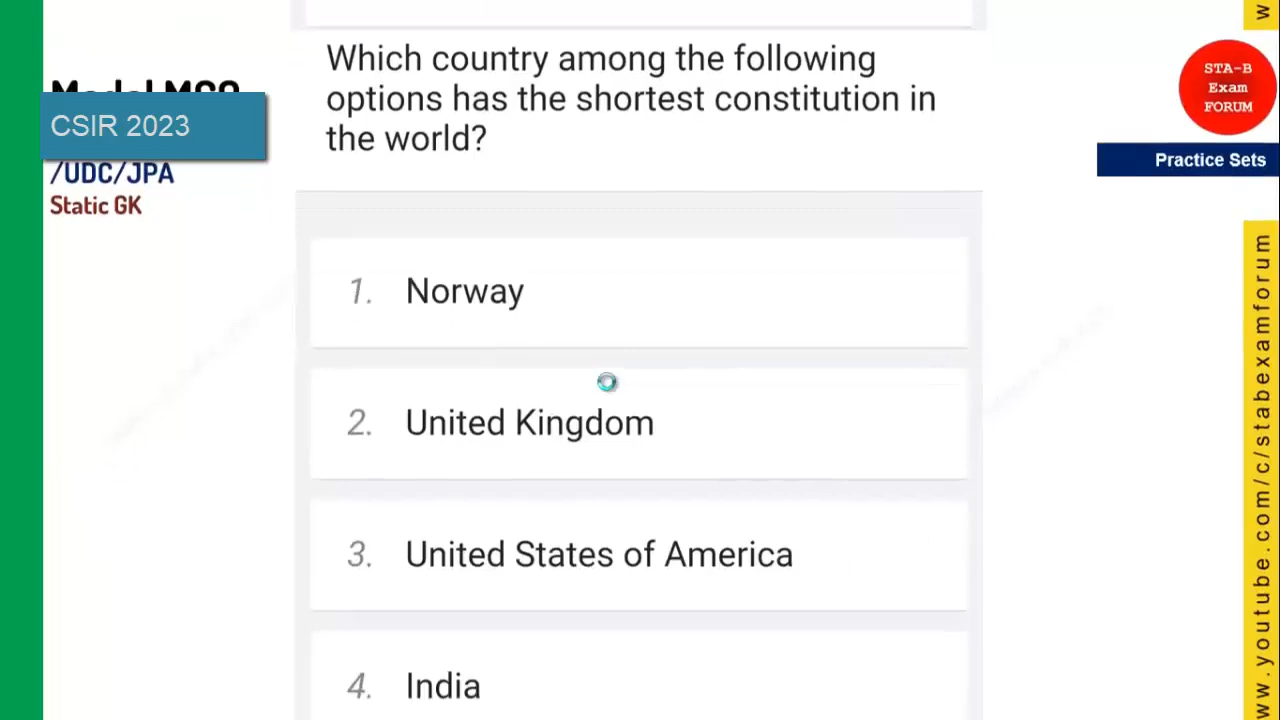 Which country among the following
options has the shortest constitution in
the world?
CSIR 2023
/UDC/JPA
Static GK
STA-B
Exam
FORUM
Practice Sets
1. Norway
2. United Kingdom
3. United States of America
4. India
www.youtube.com/c/stabexamforum
w